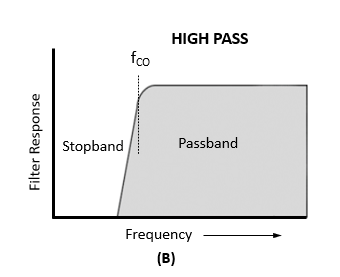 HIGH PASS
fCO
Filter Response
Stopband
Passband
Frequency
(B)